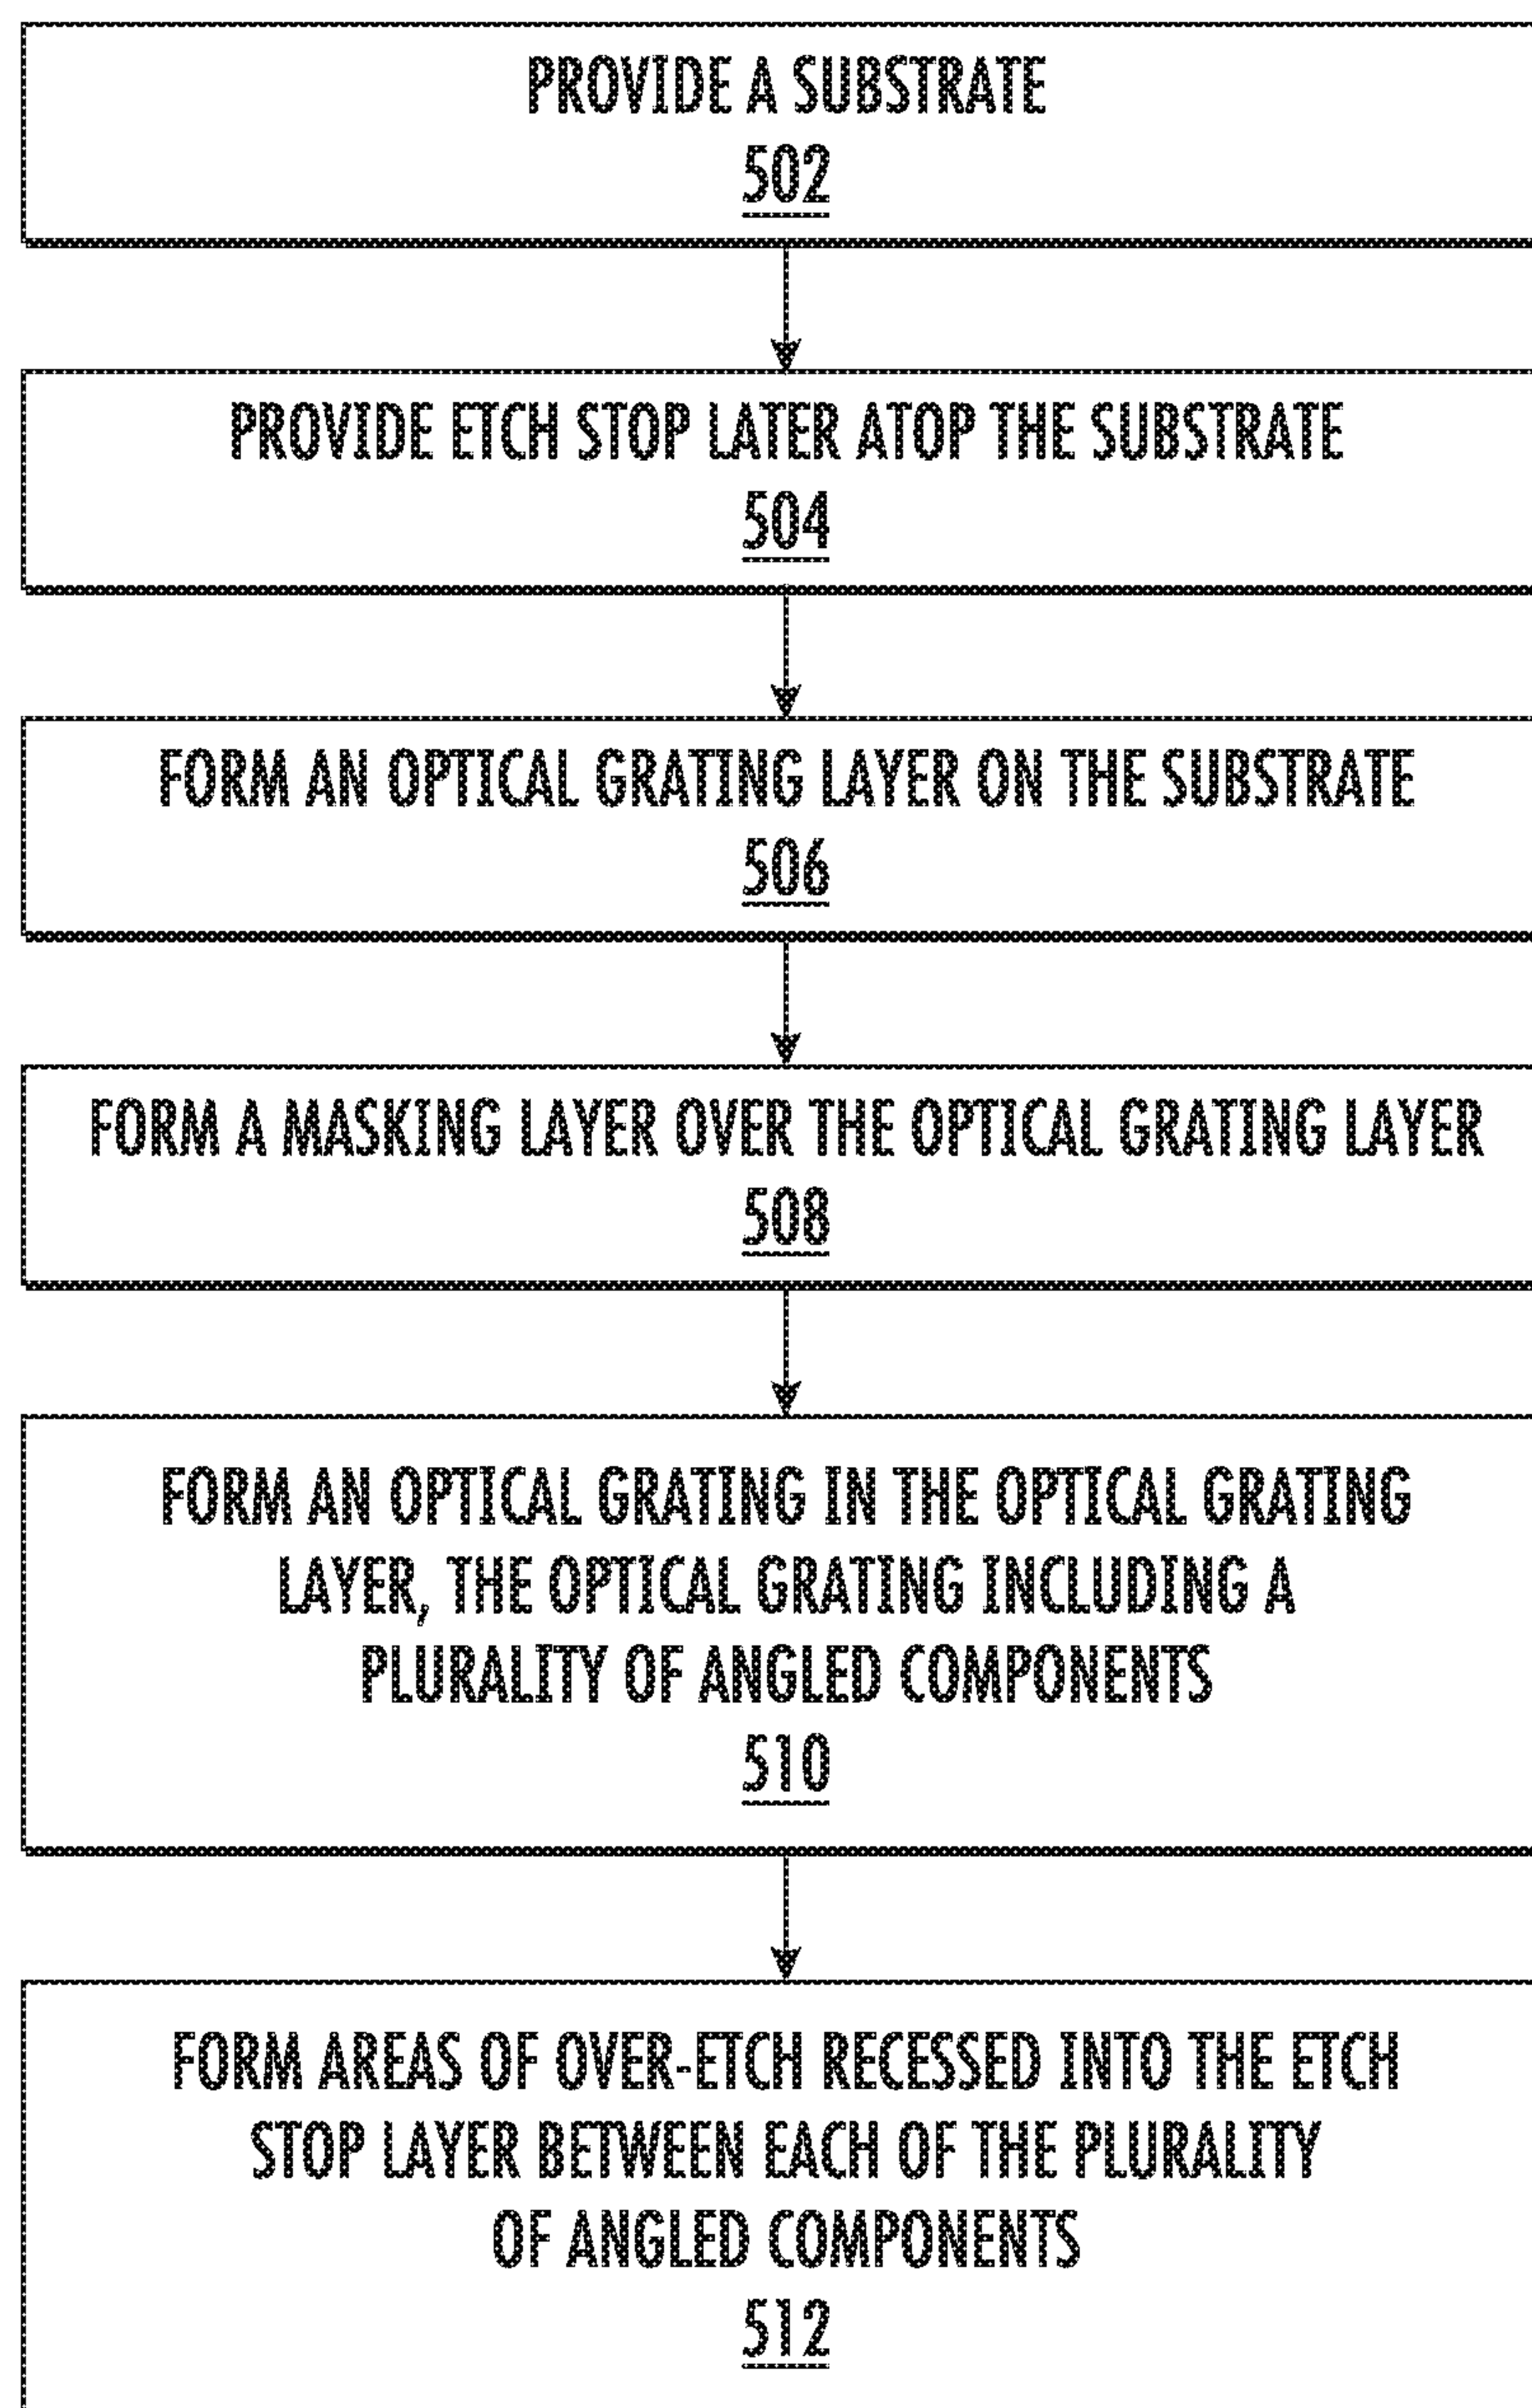 PROVIDE A SUBSTRATE
502
PROVIDE ETCH STOP LATER ATOP THE SUBSTRATE
504
FORM AN OPTICAL GRATING LAYER ON THE SUBSTRATE
506
FORM A MASKING LAYER OVER THE OPTICAL GRATING LAYER
508
FORM AN OPTICAL GRATING IN THE OPTICAL GRATING
LAYER, THE OPTICAL GRATING INCLUDING A
PLURALITY OF ANGLED COMPONENTS
510
FORM AREAS OF OVER-ETCH RECESSED INTO THE ETCH
STOP LAYER BETWEEN EACH OF THE PLURALITY
OF ANGLED COMPONENTS
512